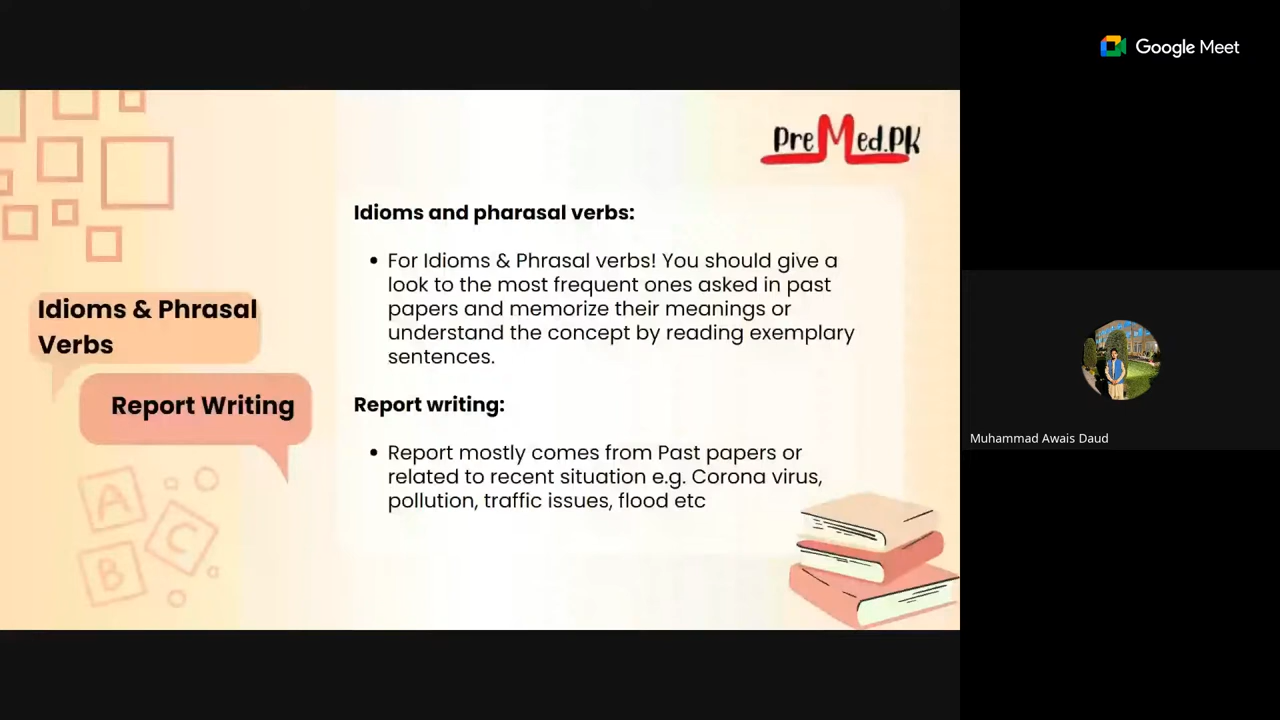 Google Meet
PreMed.PK
Idioms & Phrasal
Verbs
Report Writing
Idioms and pharasal verbs:
• For Idioms & Phrasal verbs! You should give a
look to the most frequent ones asked in past
papers and memorize their meanings or
understand the concept by reading exemplary
sentences.
Report writing:
• Report mostly comes from Past papers or
related to recent situation e.g. Corona virus,
pollution, traffic issues, flood etc
A
C
B
Muhammad Awais Daud